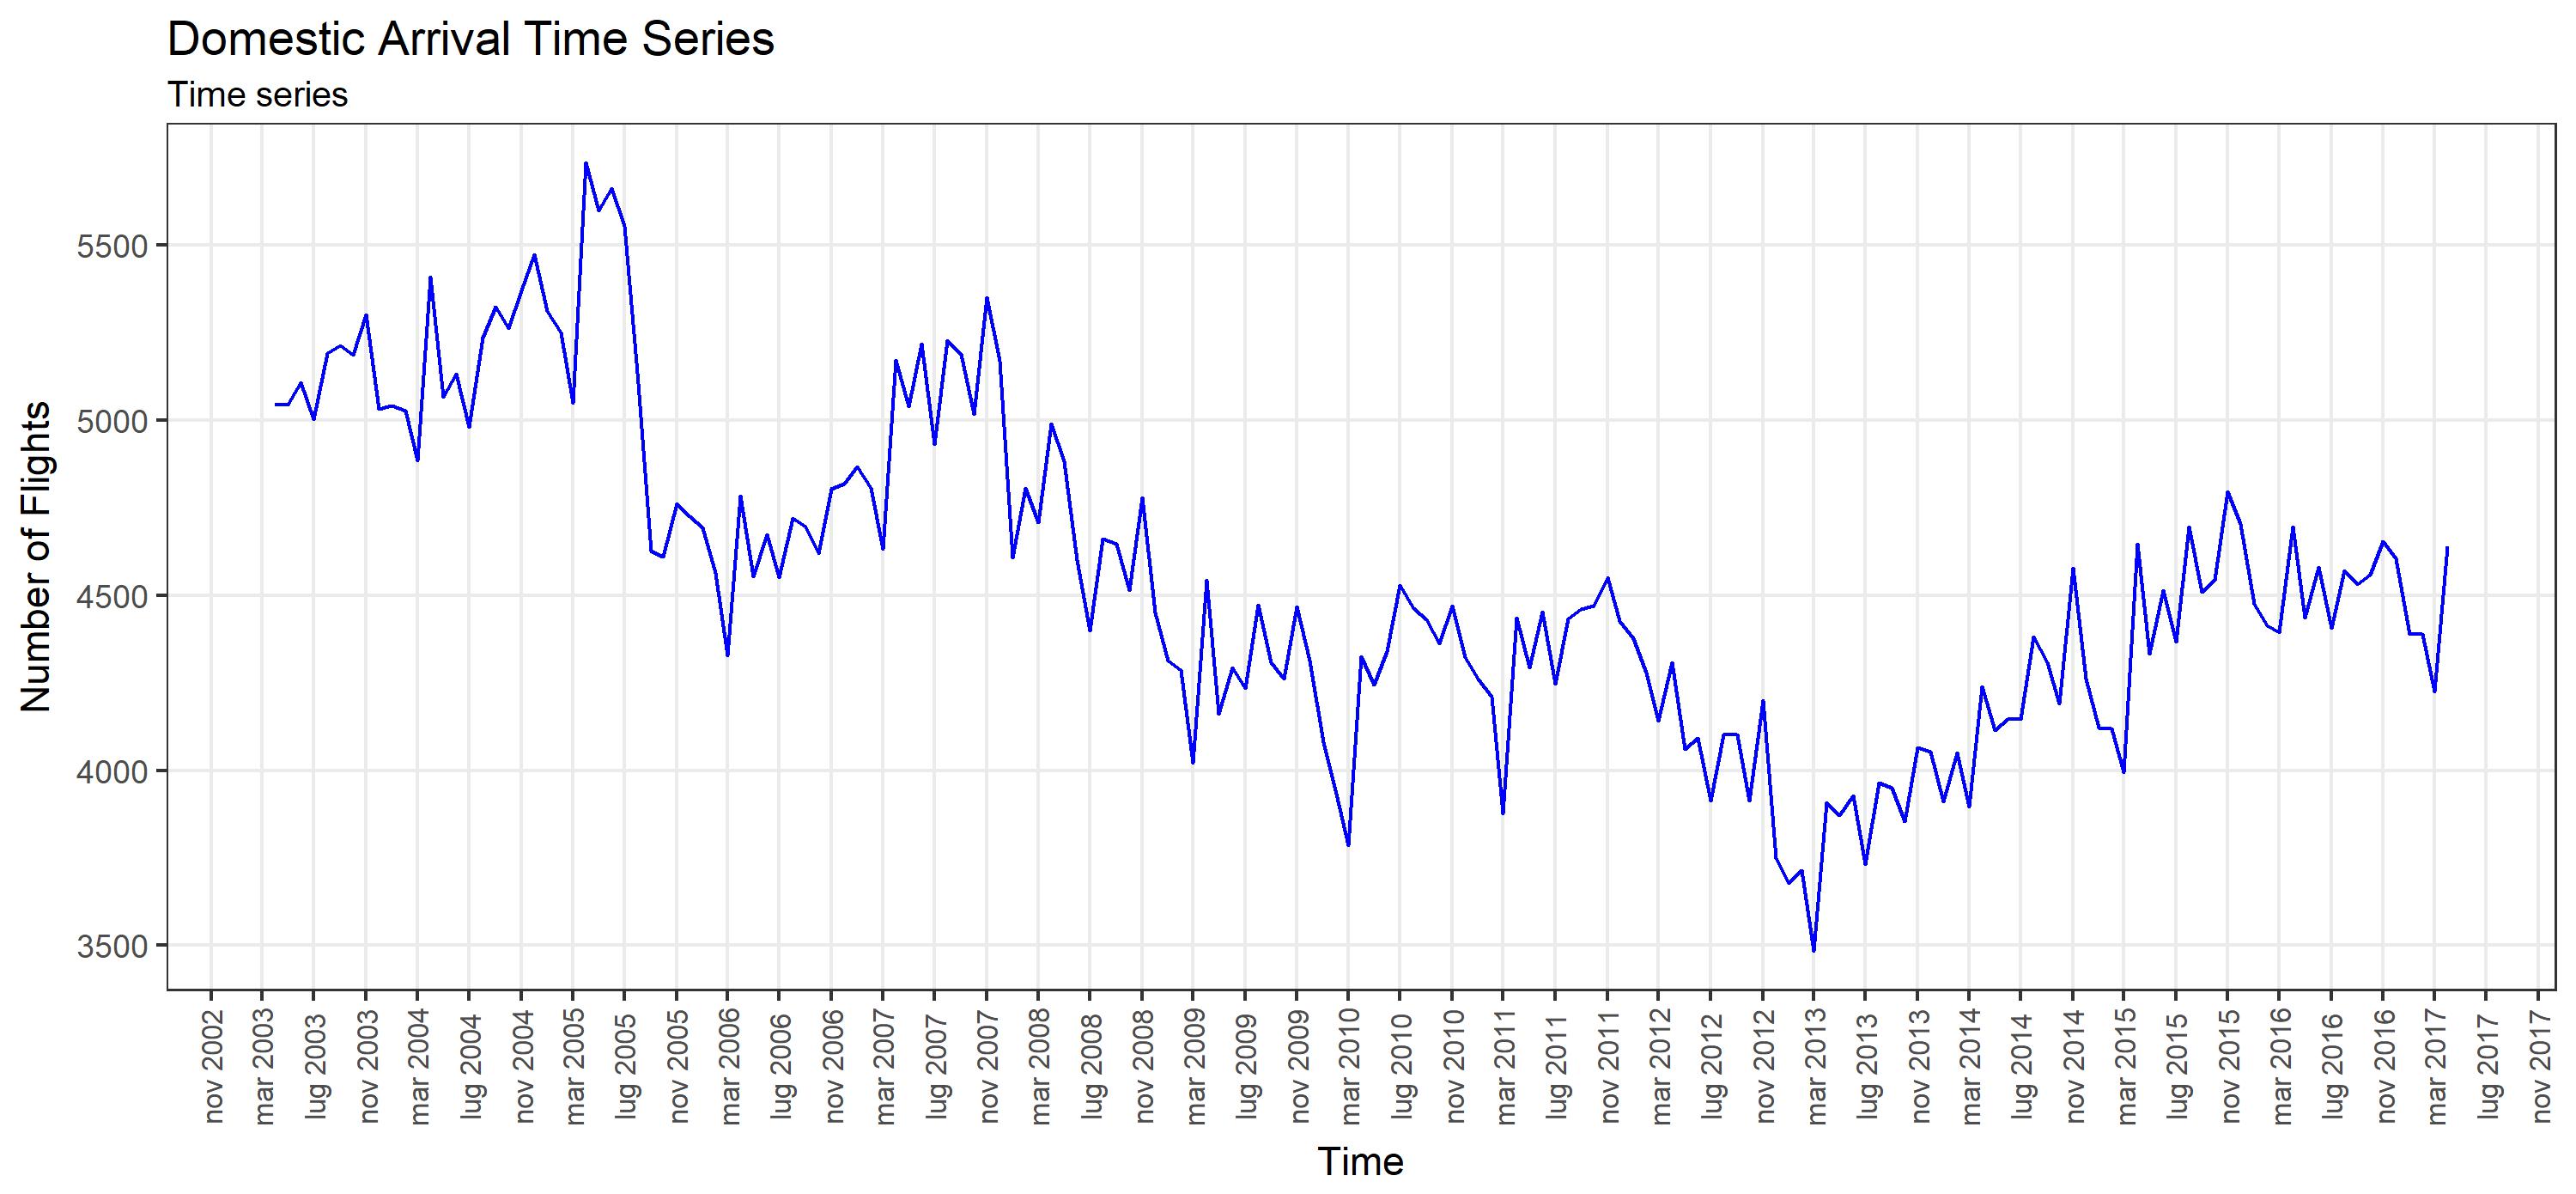 Domestic Arrival Time Series
Time series
Number of Flights
5500
5000
4500
4000
3500
nov 2002
mar 2003
lug 2003
nov 2003
mar 2004
lug 2004
nov 2004
mar 2005
lug 2005
nov 2005
mar 2006
lug 2006
nov 2006
mar 2007
lug 2007
nov 2007
mar 2008
lug 2008
nov 2008
mar 2009
lug 2009
nov 2009
mar 2010
lug 2010
nov 2010
mar 2011
lug 2011
nov 2011
mar 2012
lug 2012
nov 2012
mar 2013
lug 2013
nov 2013
mar 2014
lug 2014
nov 2014
mar 2015
lug 2015
nov 2015
mar 2016
lug 2016
nov 2016
mar 2017
lug 2017
nov 2017
Time